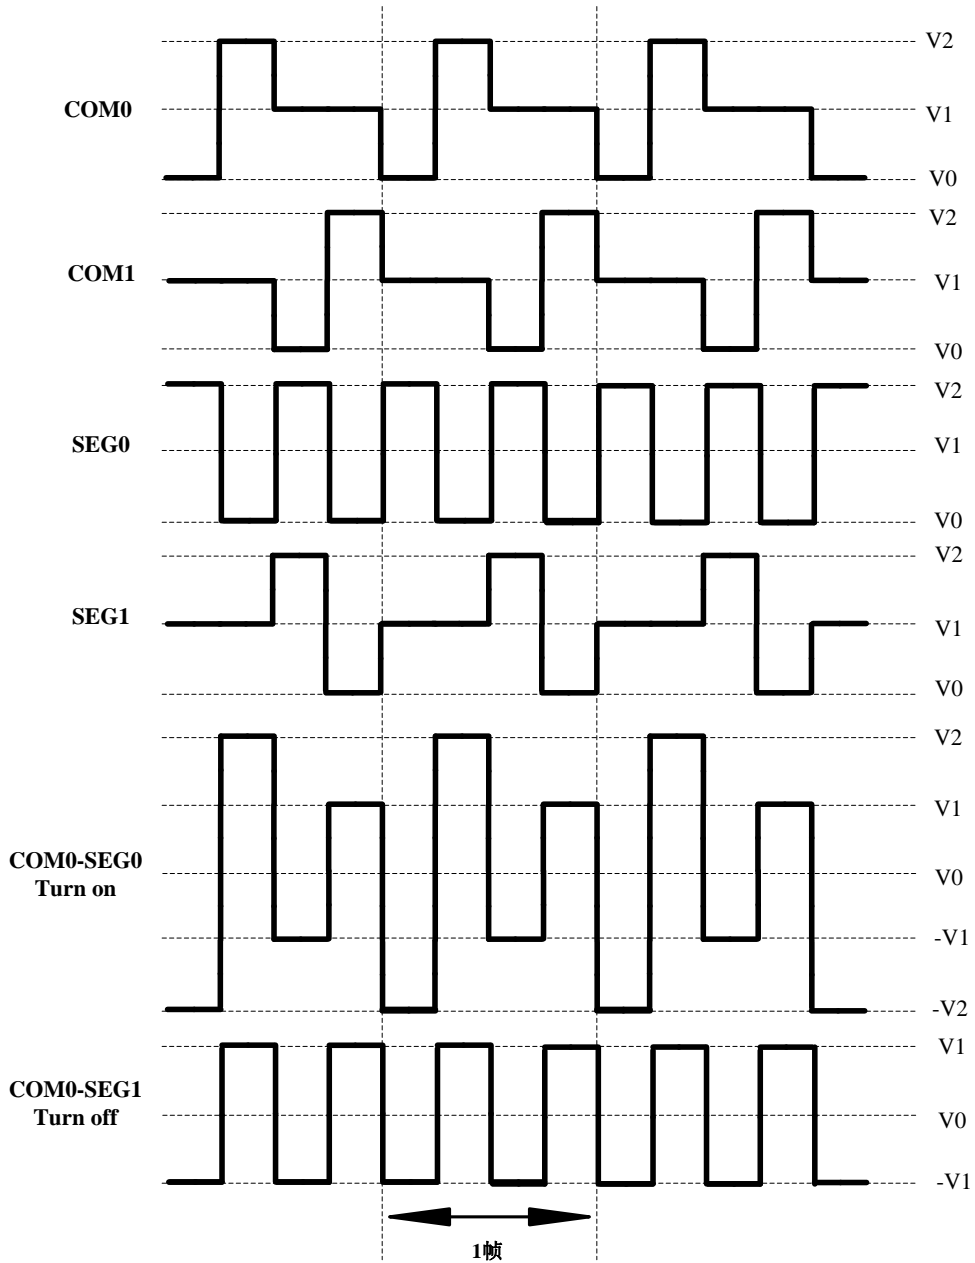 V2
COM0
V1
V0
V2
COM1
V1
V0
V2
SEG0
V1
V0
V2
SEG1
V1
V0
V2
V1
COM0-SEG0
Turn on
V0
-V1
-V2
V1
COM0-SEG1
Turn off
V0
-V1
1帧